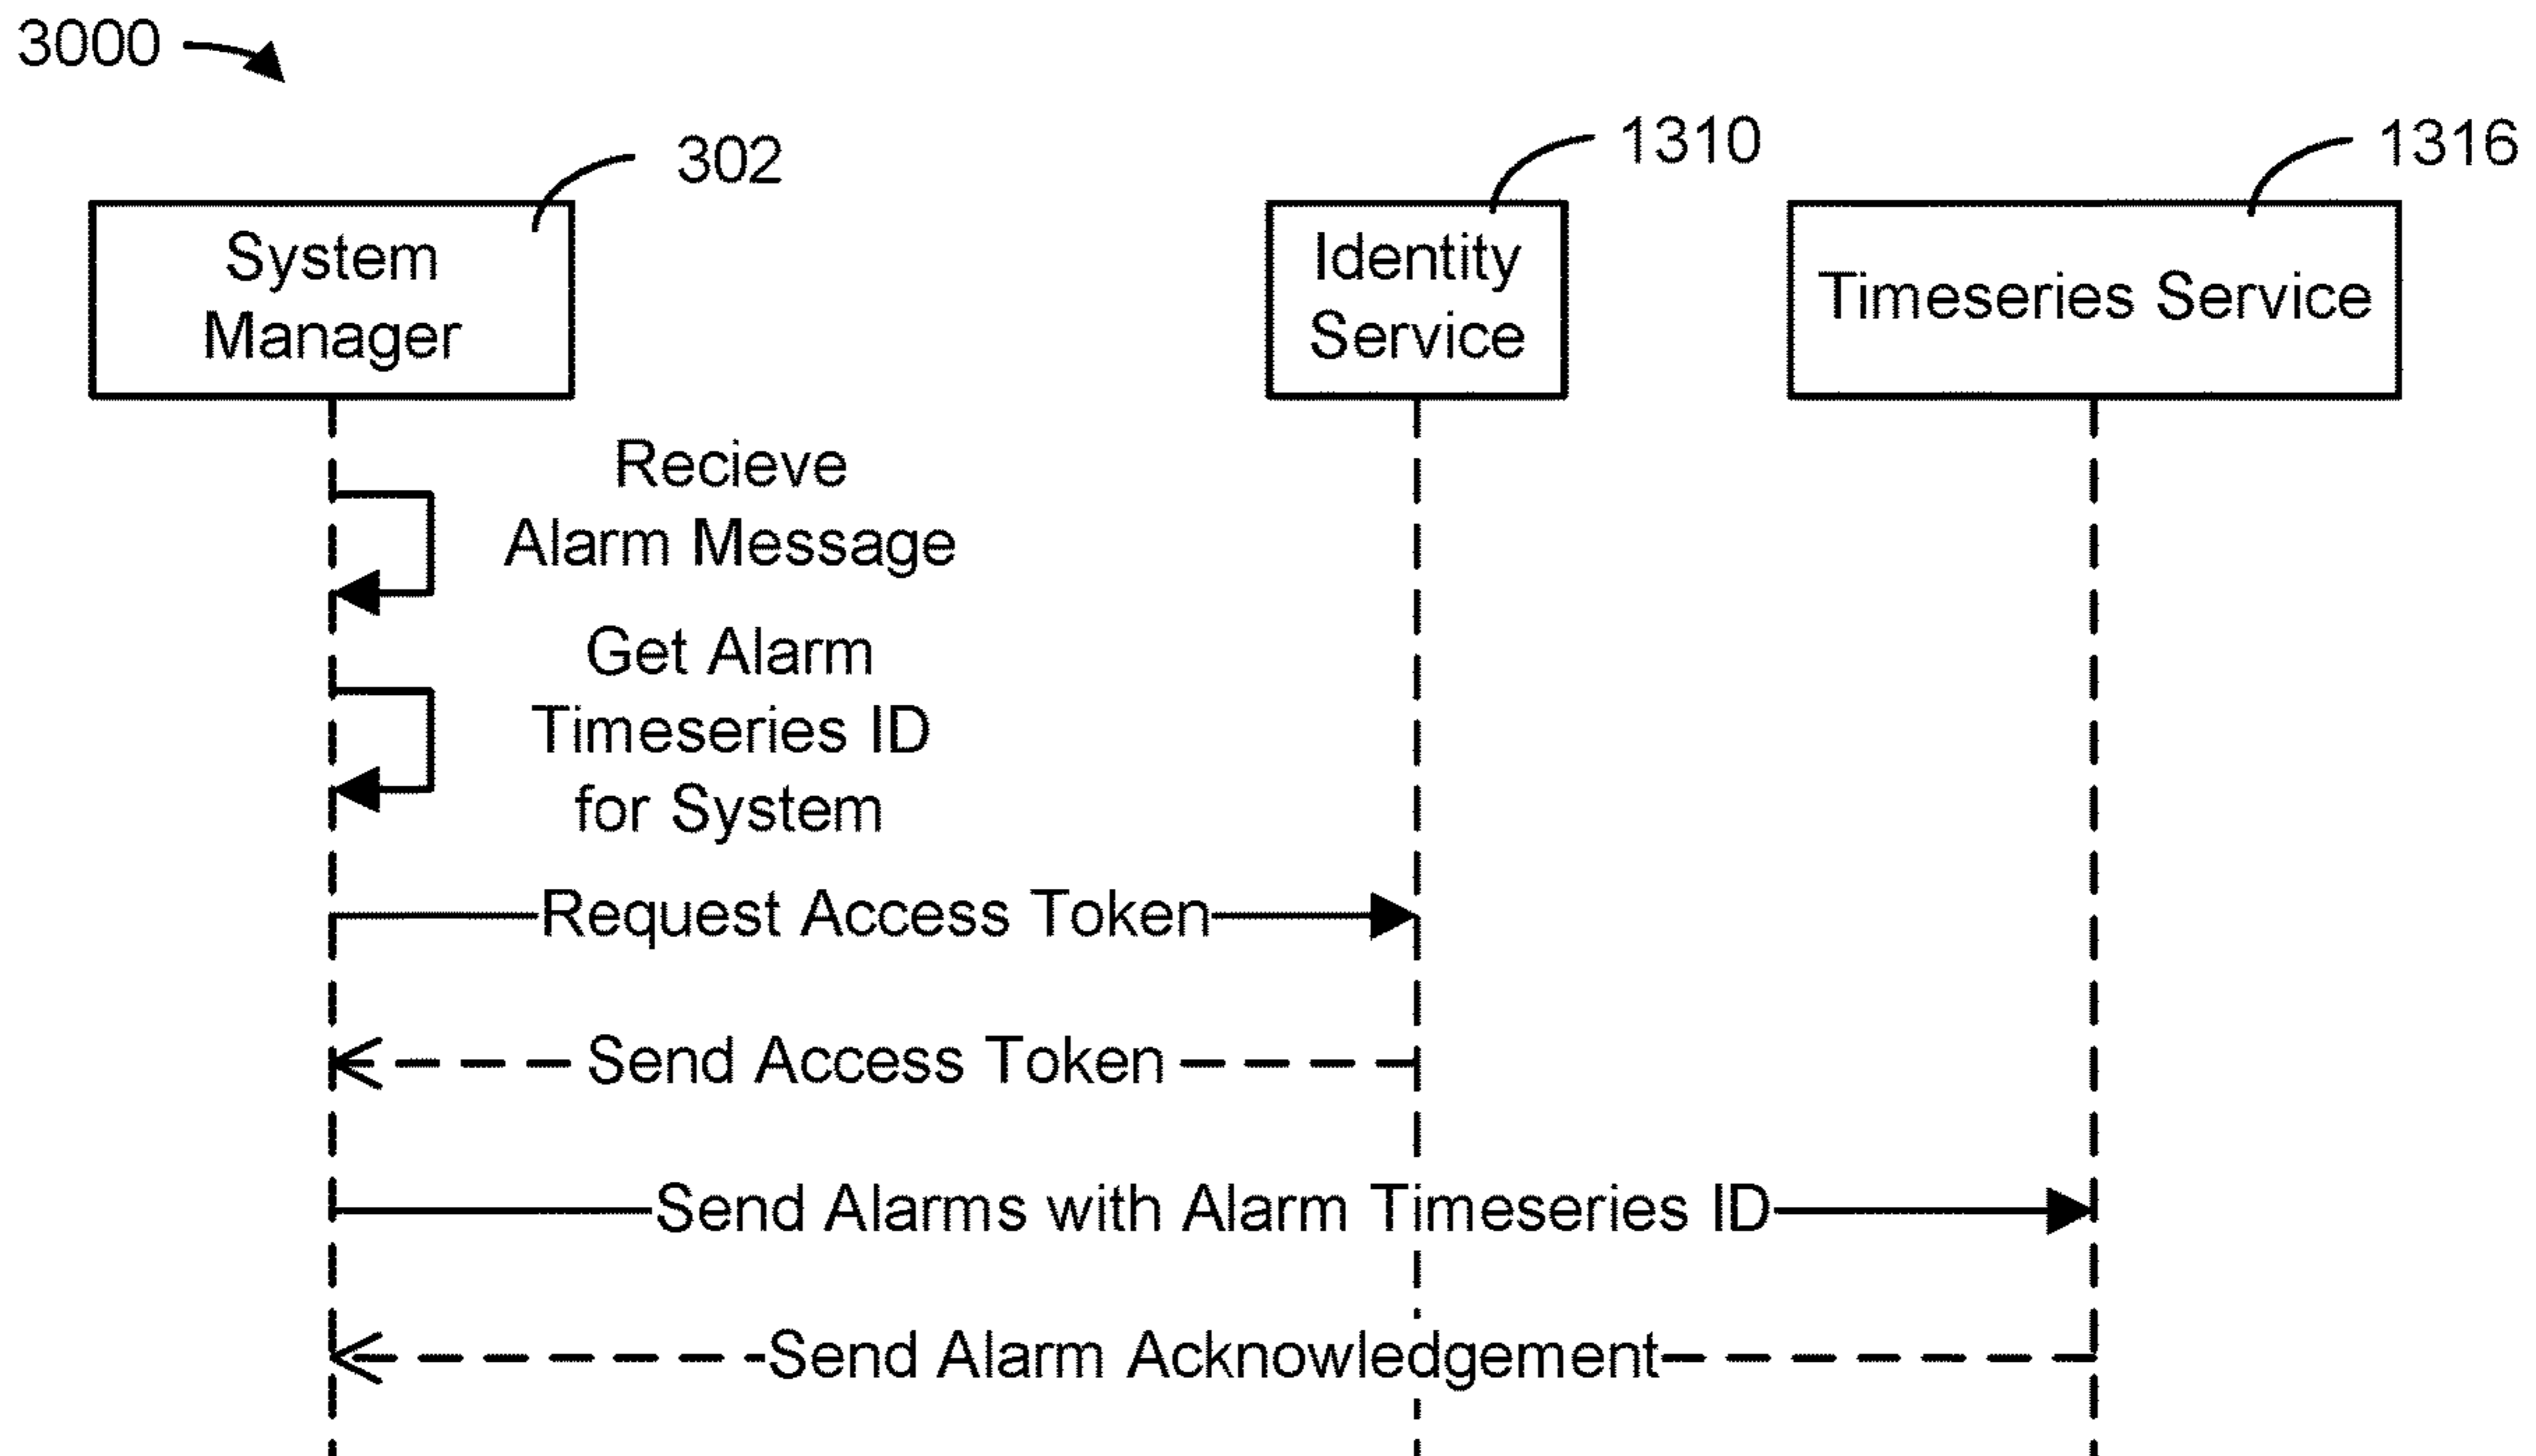 3000
302
1310
1316
System
Manager
Identity
Service
Timeseries Service
Recieve
Alarm Message
Get Alarm
Timeseries ID
for System
Request Access Token
Send Access Token
Send Alarms with Alarm Timeseries ID
Send Alarm Acknowledgement